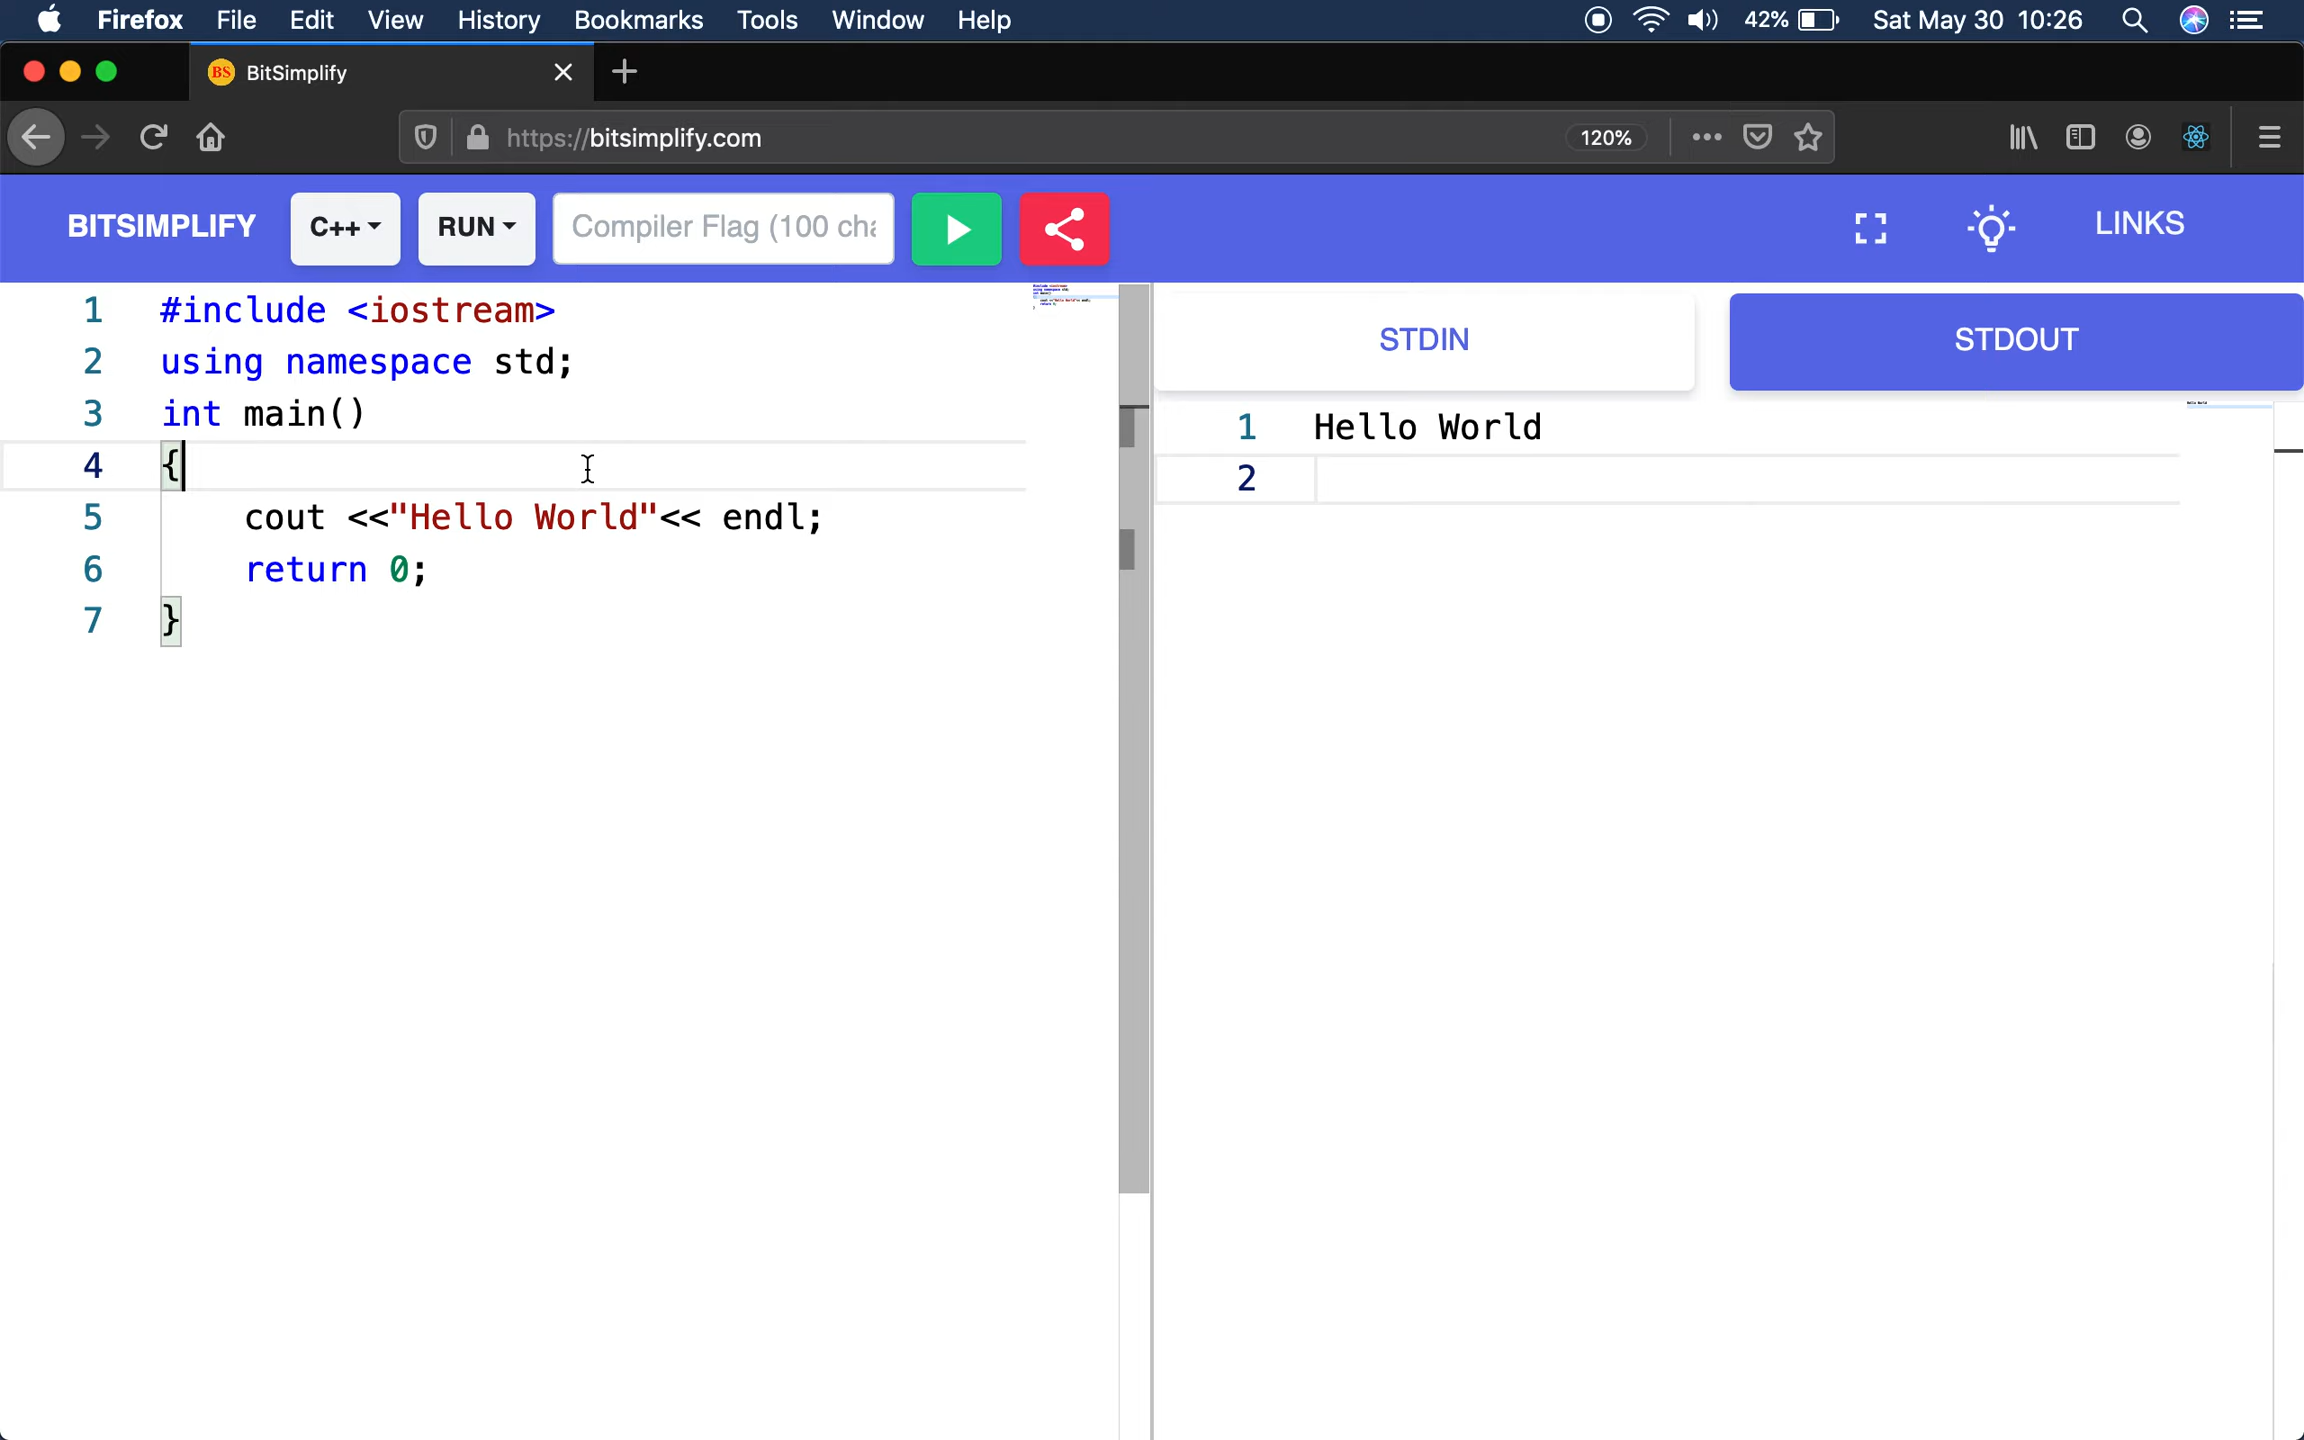 Firefox File Edit View History Bookmarks Tools Window Help 42% Sat May 30 10:26
BS BitSimplify
https://bitsimplify.com 120%
BITSIMPLIFY C++ RUN Compiler Flag (100 cha LINKS
1 #include <iostream>
2 using namespace std;
3 int main()
4 {
5 cout <<"Hello World"<< endl;
6 return 0;
7 }
STDIN STDOUT
1 Hello World
2